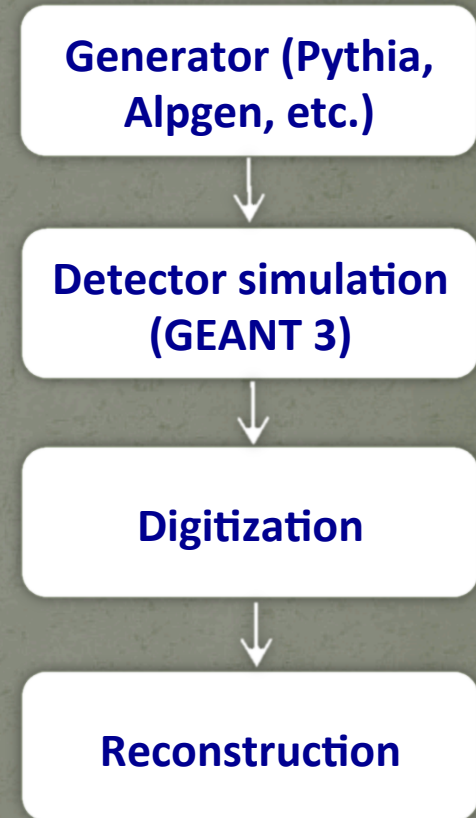 Generator (Pythia,
Alpgen, etc.)
Detector simulation
(GEANT 3)
Digitization
Reconstruction